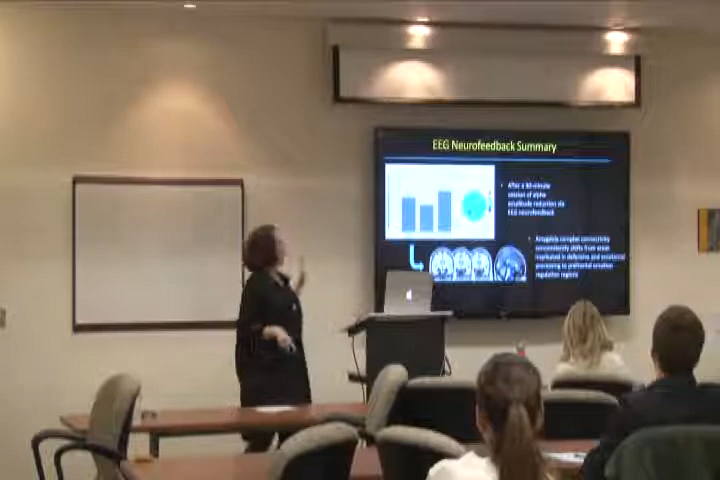 EEG Neurofeedback Summary
After a 30-minute
session of alpha
amplitude reduction via
EEG neurofeedback
Amygdala complex connectivity
concomitantly shifts from areas
implicated in defensive and emotional
processing to prefrontal emotion
regulation regions